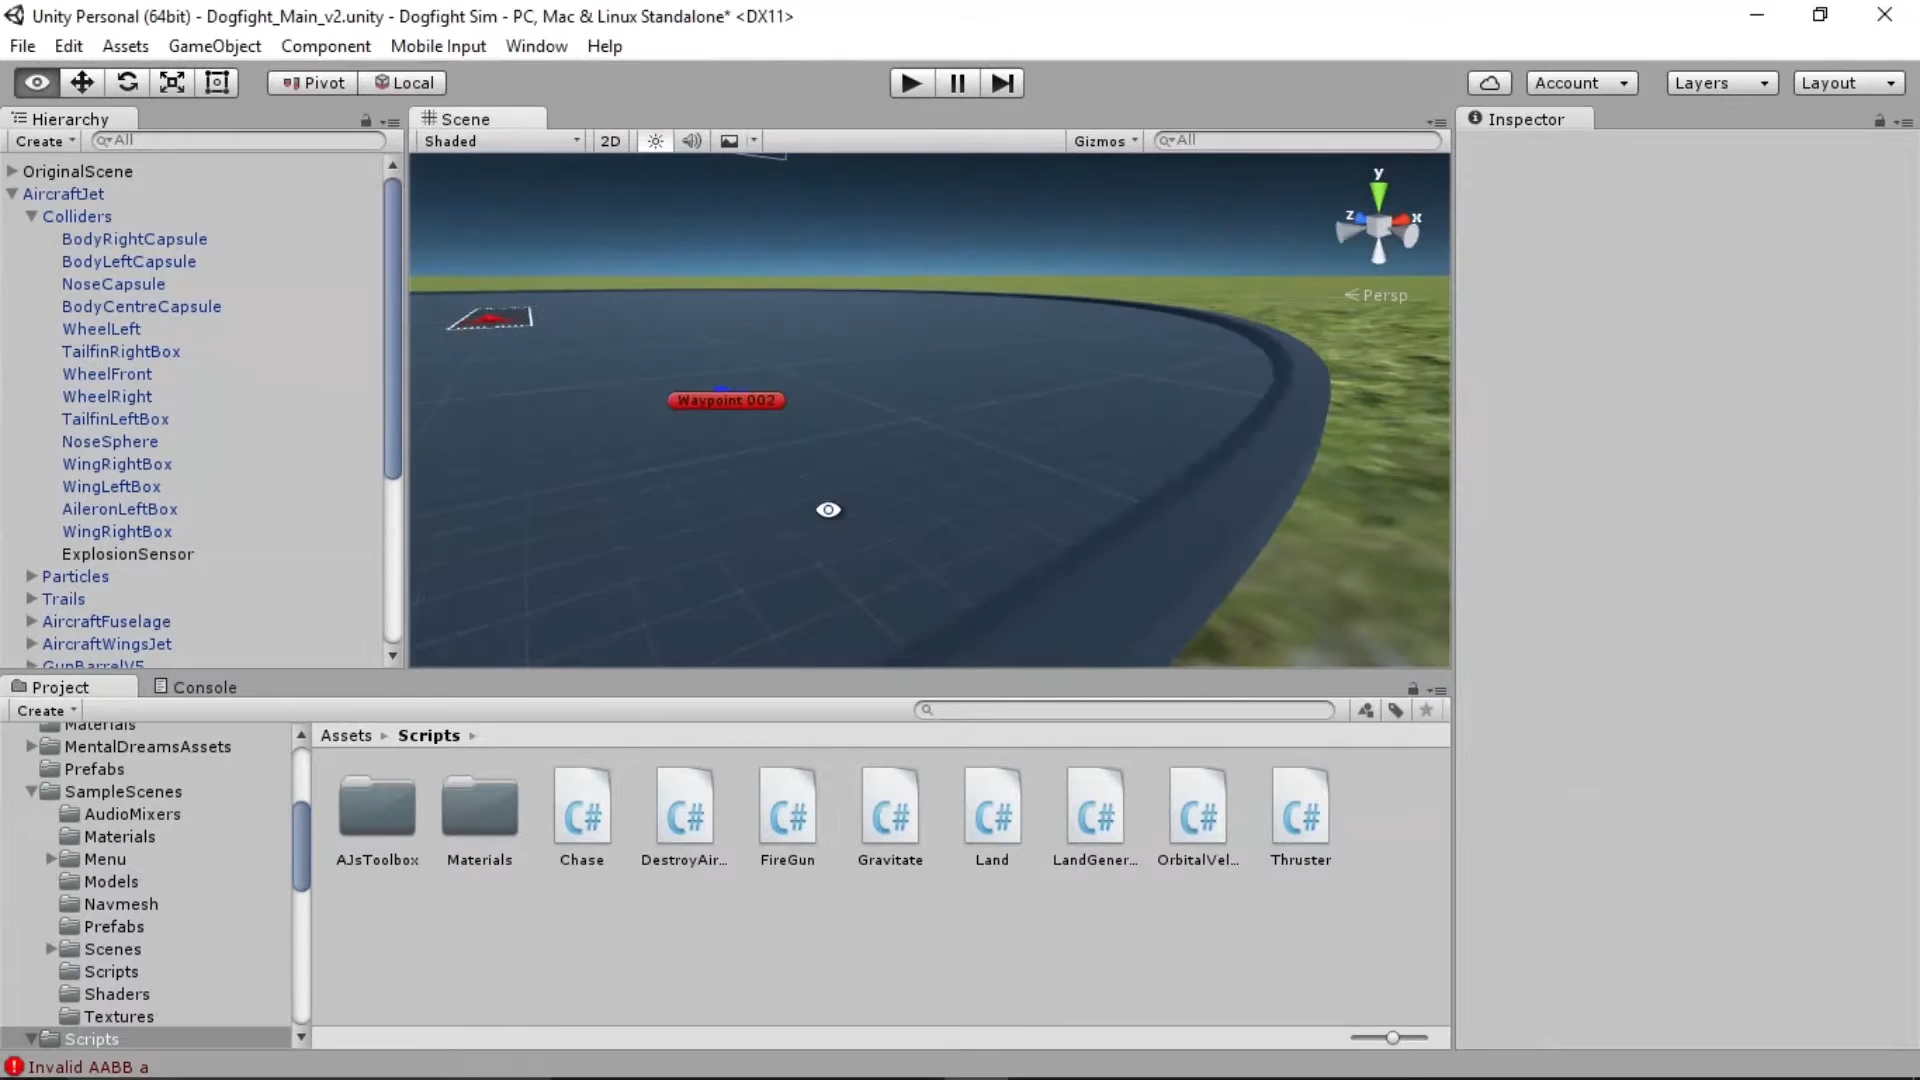 Unity Personal (64bit) - Dogfight_Main_v2.unity - Dogfight Sim - PC, Mac & Linux Standalone* <DX11>
File Edit Assets GameObject Component Mobile Input Window Help
Pivot Local Account Layers Layout
Hierarchy Scene Inspector
Create All Shaded 2D Gizmos All
OriginalScene
AircraftJet
Colliders
BodyRightCapsule
BodyLeftCapsule
NoseCapsule
BodyCentreCapsule
WheelLeft
TailfinRightBox
WheelFront
WheelRight
TailfinLeftBox
NoseSphere
WingRightBox
WingLeftBox
AileronLeftBox
WingRightBox
ExplosionSensor
Particles
Trails
AircraftFuselage
AircraftWingsJet
GunBarrelV5
y
z x
Persp
Waypoint 002
Project Console
Create
Materials
MentalDreamsAssets
Prefabs
SampleScenes
AudioMixers
Materials
Menu
Models
Navmesh
Prefabs
Scenes
Scripts
Shaders
Textures
Scripts
Assets Scripts
C# C# C# C# C# C# C# C#
AJsToolbox Materials Chase DestroyAir... FireGun Gravitate Land LandGener... OrbitalVel... Thruster
Invalid AABB a